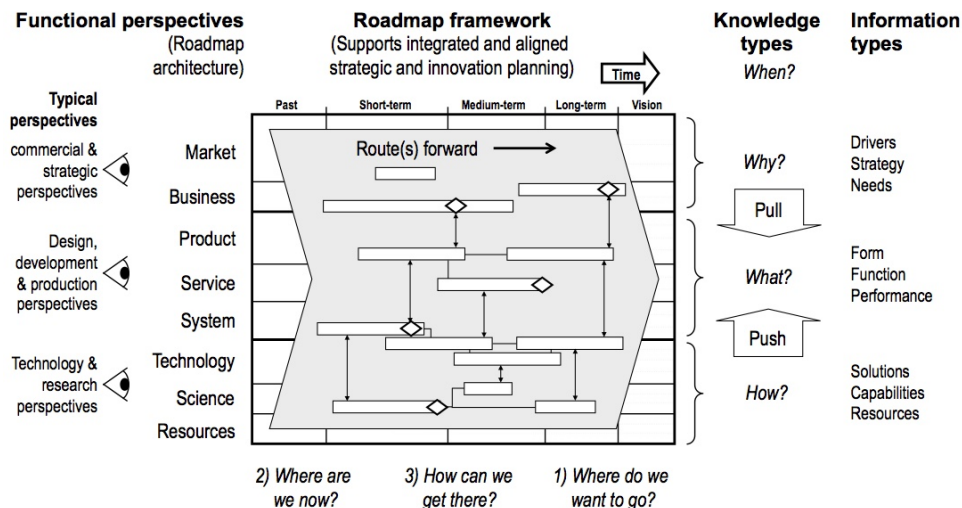 Functional perspectives
(Roadmap
architecture)
Roadmap framework
(Supports integrated and aligned
strategic and innovation planning)
Time
Knowledge
types
When?
Information
types
Past
Short-term
Medium-term
Long-term
Vision
Typical
perspectives
commercial &
strategic
perspectives
Design,
development
& production
perspectives
Technology &
research
perspectives
Market
Business
Product
Service
System
Technology
Science
Resources
Route(s) forward
Why?
Pull
What?
Push
How?
Drivers
Strategy
Needs
Form
Function
Performance
Solutions
Capabilities
Resources
2) Where are
we now?
3) How can we
get there?
1) Where do we
want to go?